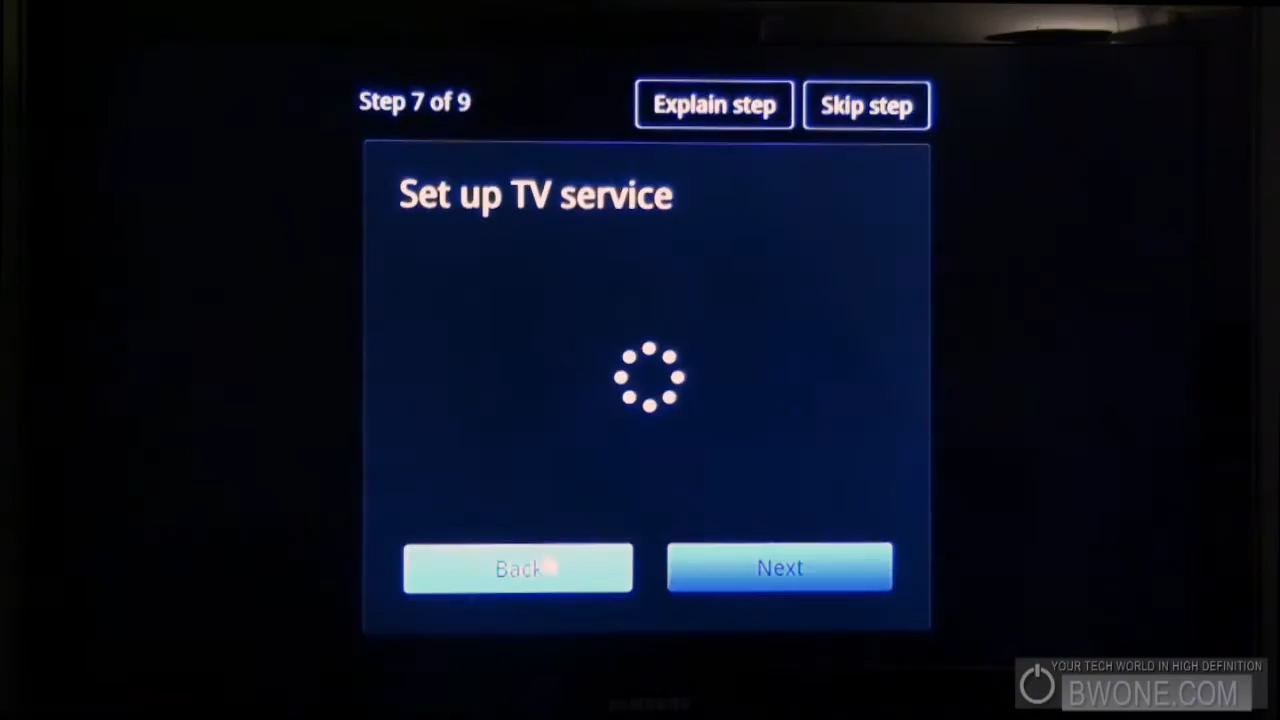 Step 7 of 9
Explain step
Skip step
Set up TV service
Back
Next
YOUR TECH WORLD IN HIGH DEFINITION
BWONE.COM